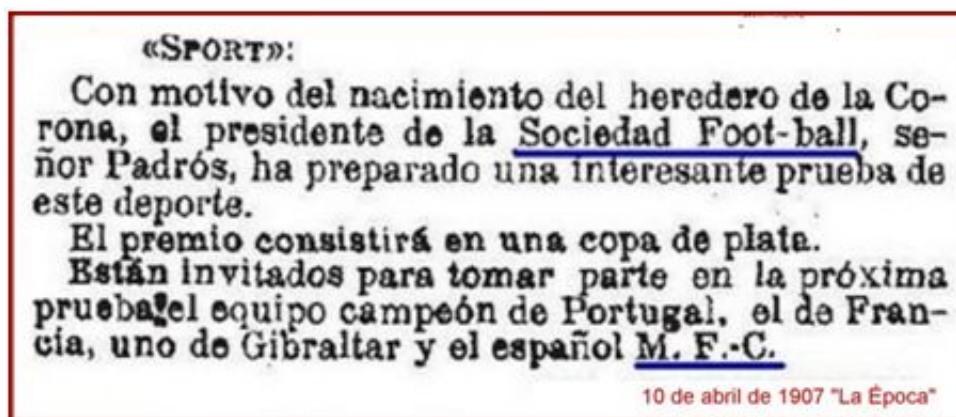 «SPORT»:
Con motivo del nacimiento del heredero de la Co-
rona, el presidente de la Sociedad Foot-ball, se-
ñor Padrós, ha preparado una interesante prueba de
este deporte.
El premio consistirá en una copa de plata.
Están invitados para tomar parte en la próxima
prueba el equipo campeón de Portugal, el de Fran-
cia, uno de Gibraltar y el español M. F.-C.
10 de abril de 1907 "La Época"